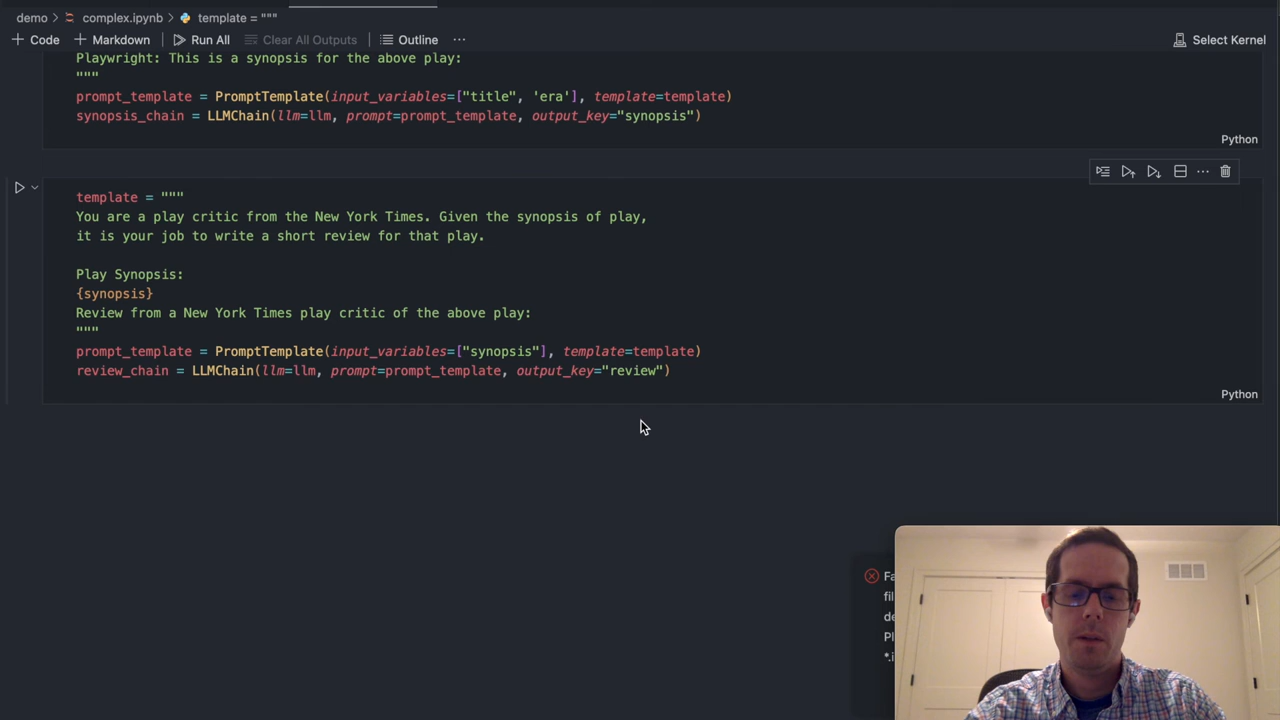 demo > complex.ipynb > template = """
+ Code + Markdown Run All Clear All Outputs Outline ··· Select Kernel
Playwright: This is a synopsis for the above play:
"""
prompt_template = PromptTemplate(input_variables=["title", 'era'], template=template)
synopsis_chain = LLMChain(llm=llm, prompt=prompt_template, output_key="synopsis")
Python
template = """
You are a play critic from the New York Times. Given the synopsis of play,
it is your job to write a short review for that play.
Play Synopsis:
{synopsis}
Review from a New York Times play critic of the above play:
"""
prompt_template = PromptTemplate(input_variables=["synopsis"], template=template)
review_chain = LLMChain(llm=llm, prompt=prompt_template, output_key="review")
Python
Fa
fil
de
Pl
*.i